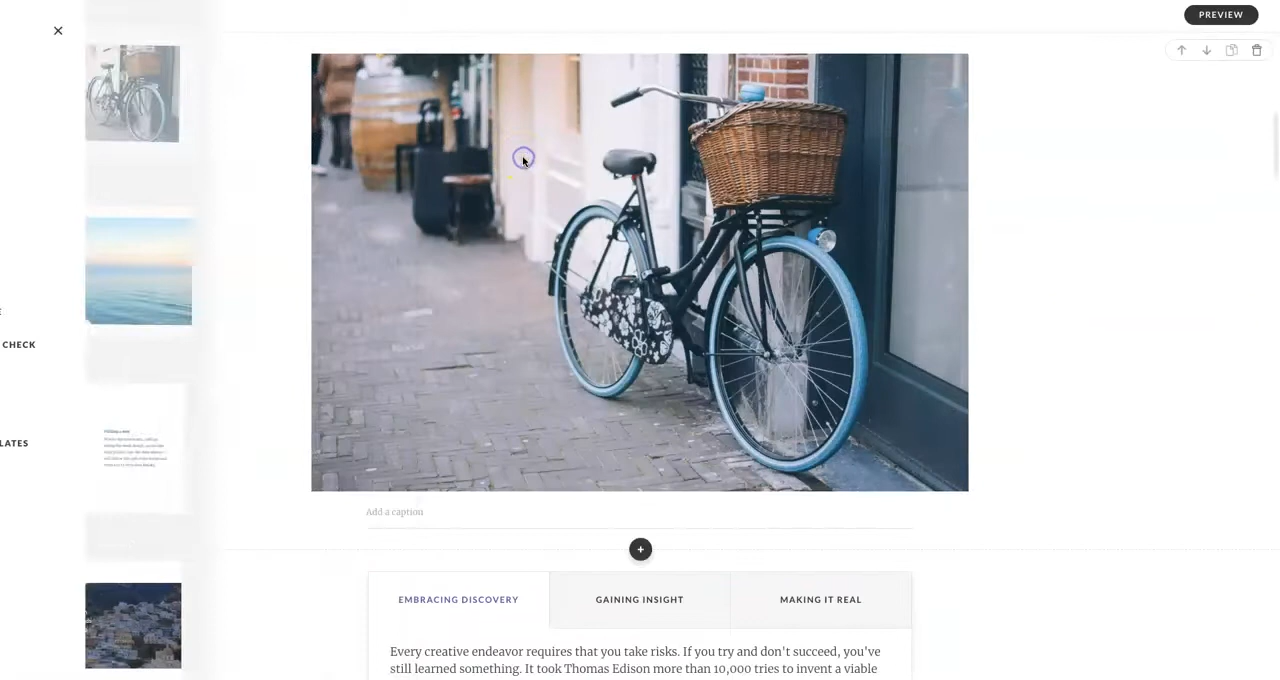 PREVIEW
CHECK
LATES
Add a caption
EMBRACING DISCOVERY
GAINING INSIGHT
MAKING IT REAL
Every creative endeavor requires that you take risks. If you try and don't succeed, you've
still learned something. It took Thomas Edison more than 10,000 tries to invent a viable